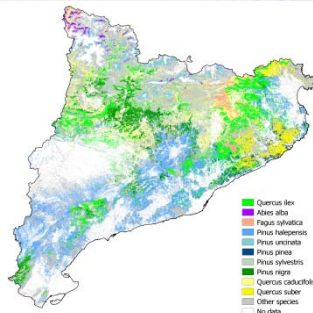 Quercus ilex
Abies alba
Fagus sylvatica
Pinus halepensis
Pinus uncinata
Pinus pinea
Pinus sylvestris
Pinus nigra
Quercus caducifolis
Quercus suber
Other species
No data